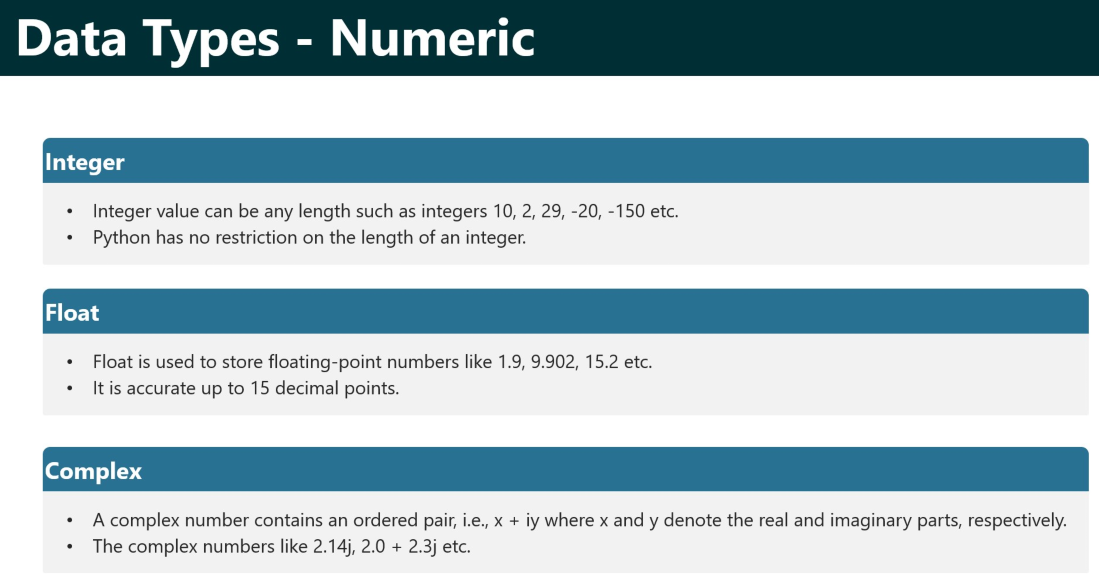 Data Types - Numeric
Integer
• Integer value can be any length such as integers 10, 2, 29, -20, -150 etc.
• Python has no restriction on the length of an integer.
Float
• Float is used to store floating-point numbers like 1.9, 9.902, 15.2 etc.
• It is accurate up to 15 decimal points.
Complex
• A complex number contains an ordered pair, i.e., x + iy where x and y denote the real and imaginary parts, respectively.
• The complex numbers like 2.14j, 2.0 + 2.3j etc.